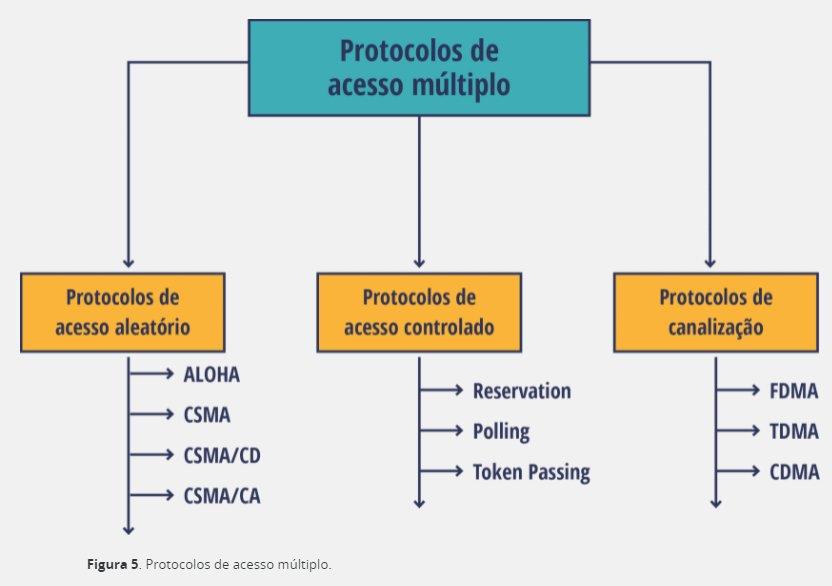 Protocolos de
acesso múltiplo
Protocolos de
acesso aleatório
ALOHA
CSMA
CSMA/CD
CSMA/CA
Protocolos de
acesso controlado
Reservation
Polling
Token Passing
Protocolos de
canalização
FDMA
TDMA
CDMA
Figura 5. Protocolos de acesso múltiplo.